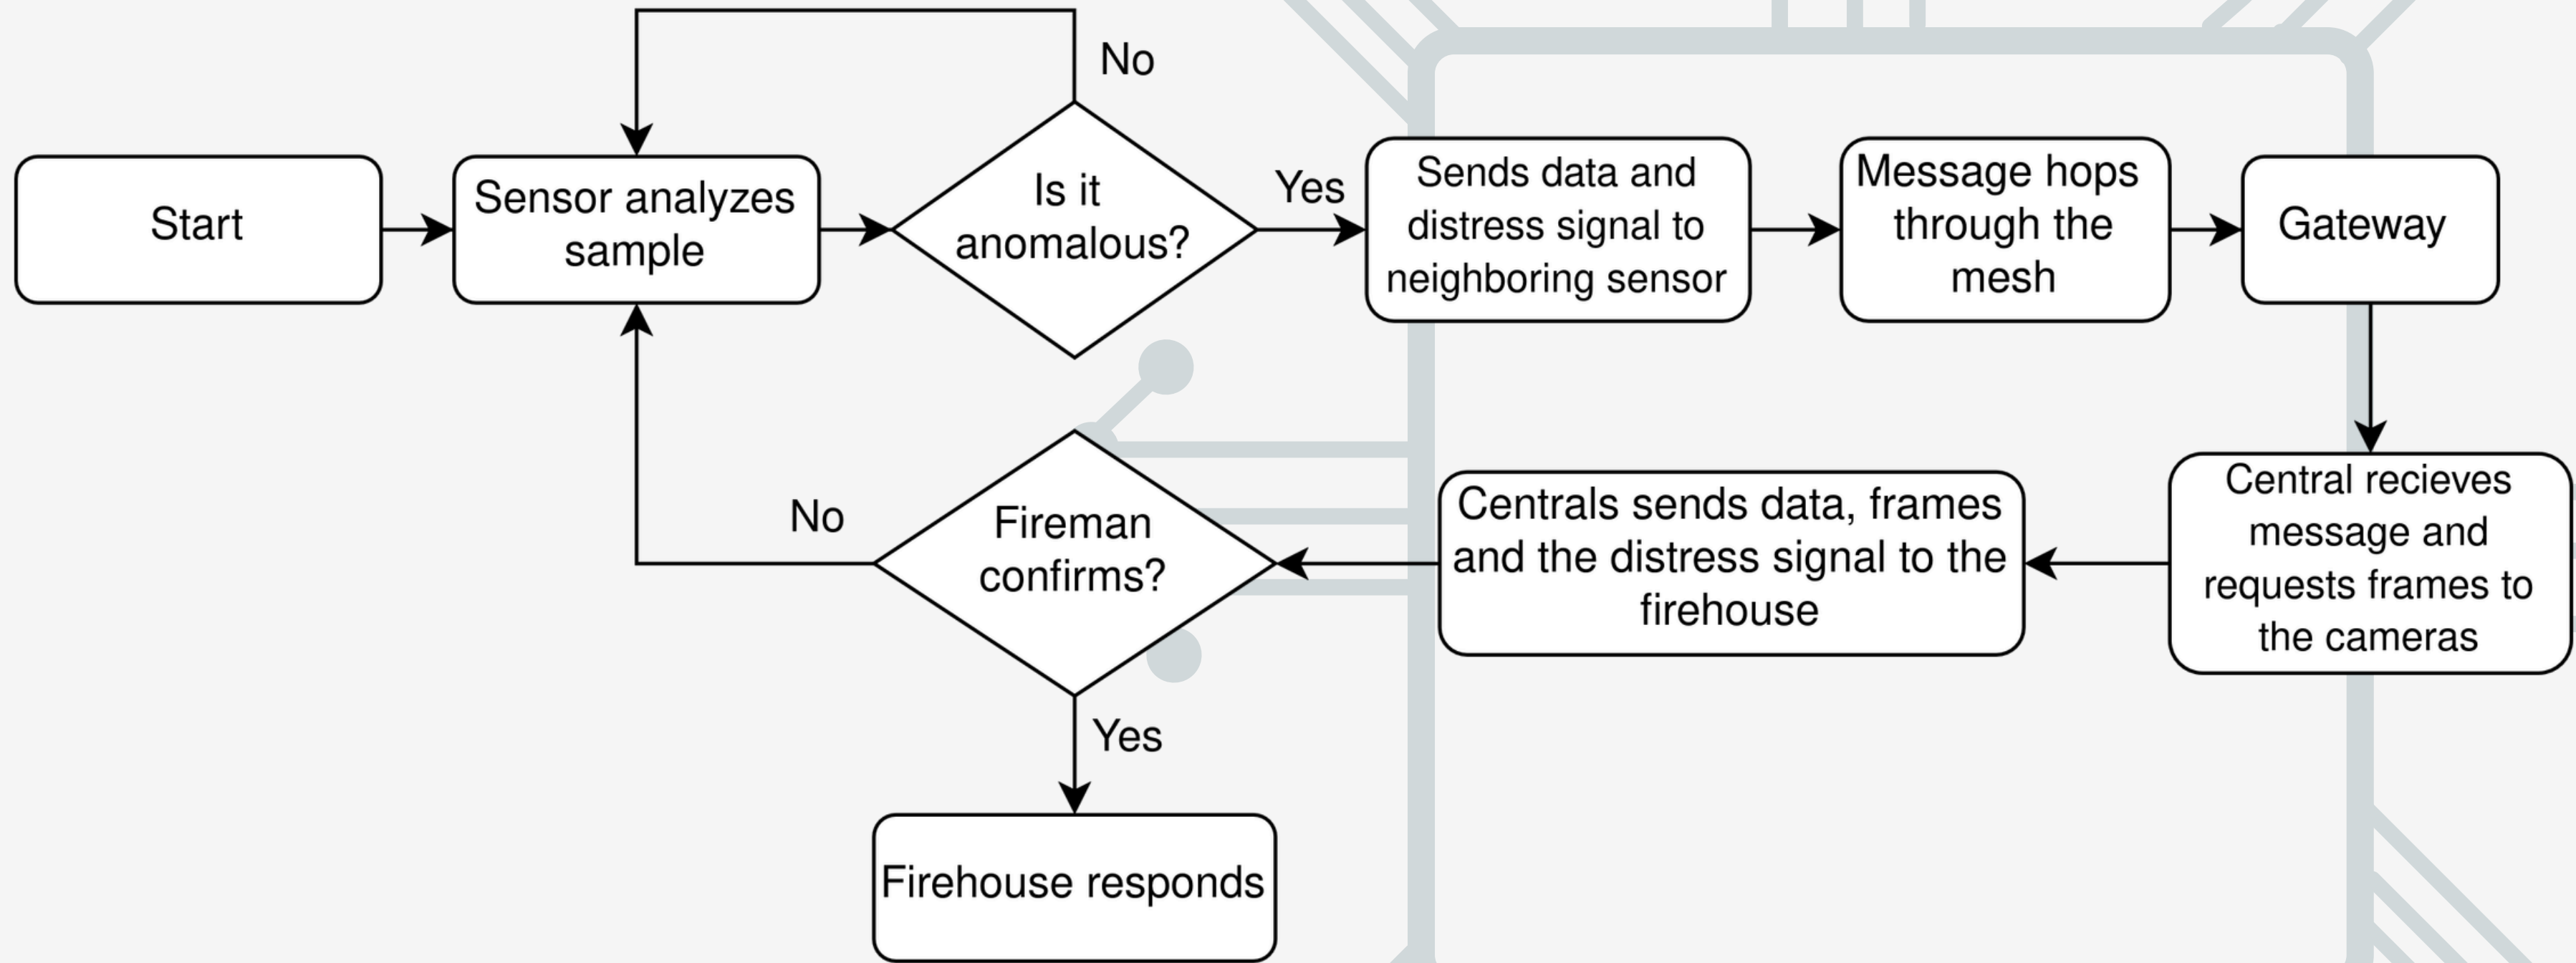 No
Start
Sensor analyzes
sample
Is it
anomalous?
Yes
Sends data and
distress signal to
neighboring sensor
Message hops
through the
mesh
Gateway
Central recieves
message and
requests frames to
the cameras
Centrals sends data, frames
and the distress signal to the
firehouse
Fireman
confirms?
No
Yes
Firehouse responds